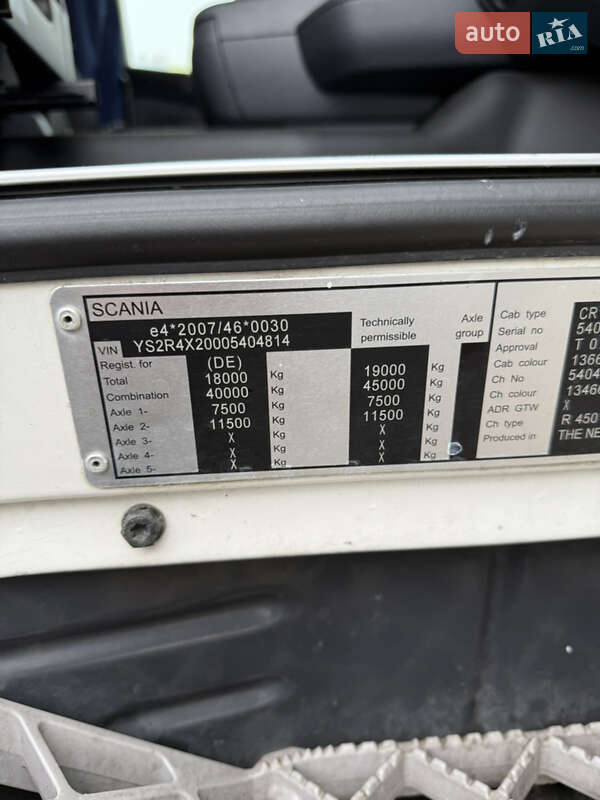 auto RIA .com
SCANIA
e4*2007/46*0030
VIN YS2R4X20005404814
Regist. for (DE)
Technically permissible
Axle group
Total 18000 Kg 19000 Kg
Combination 40000 Kg 45000 Kg
Axle 1- 7500 Kg 7500 Kg
Axle 2- 11500 Kg 11500 Kg
Axle 3- X Kg X Kg
Axle 4- X Kg X Kg
Axle 5- X Kg X Kg
Cab type CR
Serial no 540
Approval T 0
Cab colour 1366
Ch No 5404
Ch colour 13466
ADR GTW X
Ch type R 450
Produced in: THE NE